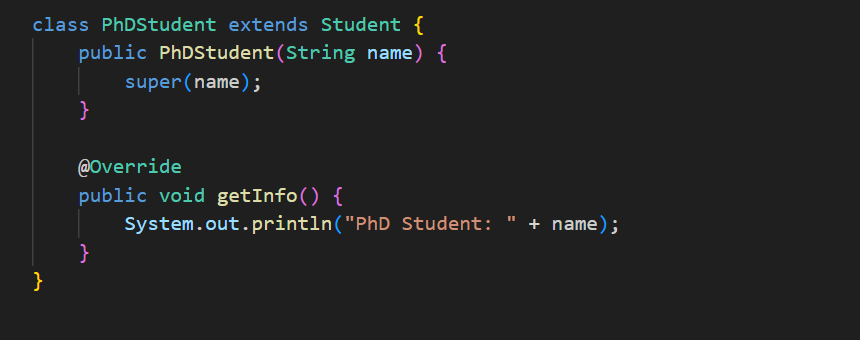 class PhDStudent extends Student {
    public PhDStudent(String name) {
        super(name);
    }

    @Override
    public void getInfo() {
        System.out.println("PhD Student: " + name);
    }
}